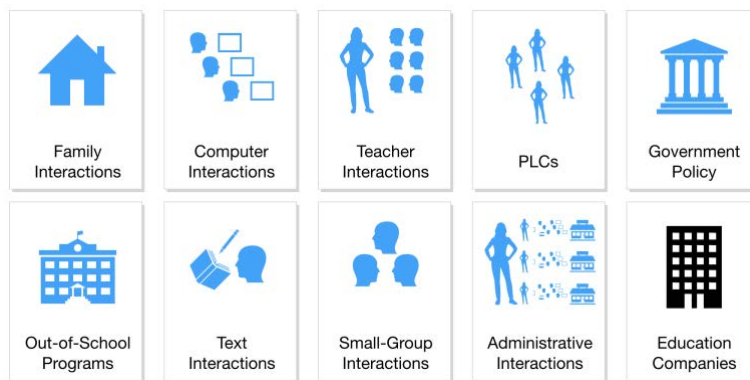 Family
Interactions
Computer
Interactions
Teacher
Interactions
PLCs
Government
Policy
Out-of-School
Programs
Text
Interactions
Small-Group
Interactions
Administrative
Interactions
Education
Companies